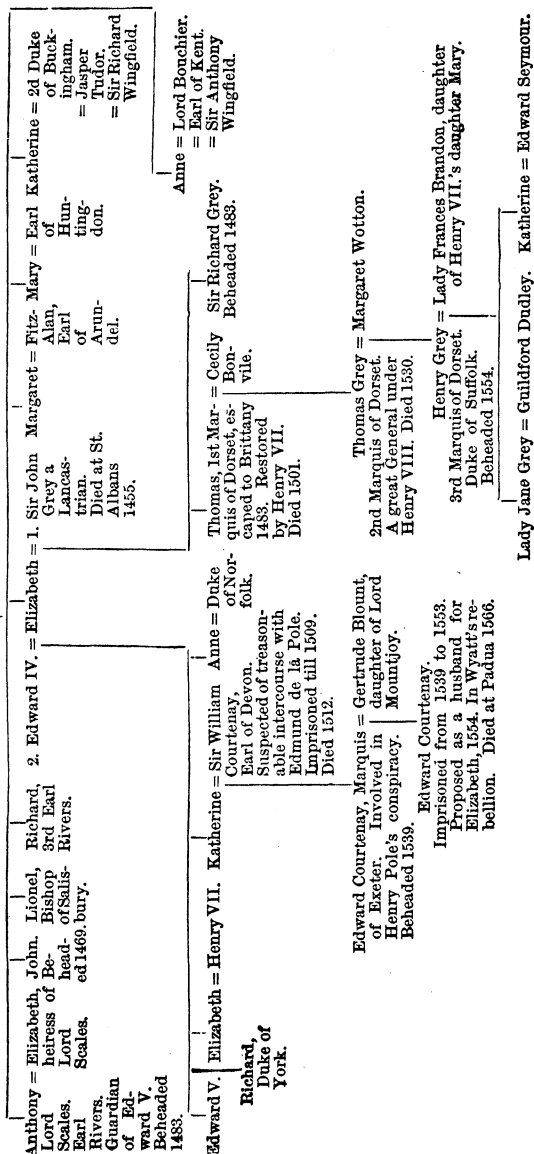 Anthony = Elizabeth,
Lord heiress of
Scales. Lord
Earl Scales.
Rivers.
Guardian
of Ed-
ward V.
Beheaded
1483.
John.
Be-
head-
ed 1469.
Lionel,
Bishop
of Salis-
bury.
Richard,
3rd Earl
Rivers.
2. Edward IV. = Elizabeth = 1. Sir John
Grey a
Lancas-
trian.
Died at St.
Albans
1455.
Margaret = Fitz-
Alan,
Earl
of
Arun-
del.
Mary = Earl
of
Hun-
ting-
don.
Katherine = 2d Duke
of Buck-
ingham.
= Jasper
Tudor.
= Sir Richard
Wingfield.
Anne = Lord Bouchier.
= Earl of Kent.
= Sir Anthony
Wingfield.
Edward V.
Richard,
Duke of
York.
Elizabeth = Henry VII.
Katherine = Sir William
Courtenay,
Earl of Devon.
Suspected of treason-
able intercourse with
Edmund de la Pole.
Imprisoned till 1509.
Died 1512.
Anne = Duke
of Nor-
folk.
Thomas, 1st Mar- = Cecily
quis of Dorset, es- Bon-
caped to Brittany vile.
1483. Restored
by Henry VII.
Died 1501.
Sir Richard Grey.
Beheaded 1483.
Edward Courtenay, Marquis = Gertrude Blount,
of Exeter. Involved in daughter of Lord
Henry Pole's conspiracy. Mountjoy.
Beheaded 1539.
Thomas Grey = Margaret Wotton.
2nd Marquis of Dorset.
A great General under
Henry VIII. Died 1530.
Edward Courtenay.
Imprisoned from 1539 to 1553.
Proposed as a husband for
Elizabeth, 1554. In Wyatt's re-
bellion. Died at Padua 1566.
Henry Grey = Lady Frances Brandon, daughter
3rd Marquis of Dorset. of Henry VII.'s daughter Mary.
Duke of Suffolk.
Beheaded 1554.
Lady Jane Grey = Guildford Dudley. Katherine = Edward Seymour.